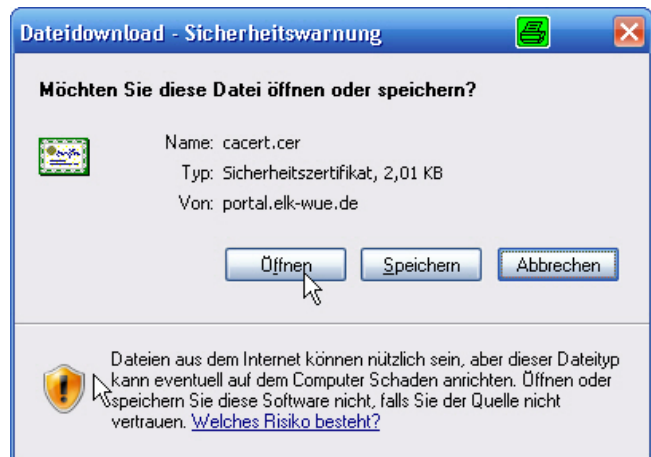 Dateidownload - Sicherheitswarnung
Möchten Sie diese Datei öffnen oder speichern?
Name: cacert.cer
Typ: Sicherheitszertifikat, 2,01 KB
Von: portal.elk-wue.de
Öffnen Speichern Abbrechen
Dateien aus dem Internet können nützlich sein, aber dieser Dateityp
kann eventuell auf dem Computer Schaden anrichten. Öffnen oder
speichern Sie diese Software nicht, falls Sie der Quelle nicht
vertrauen. Welches Risiko besteht?